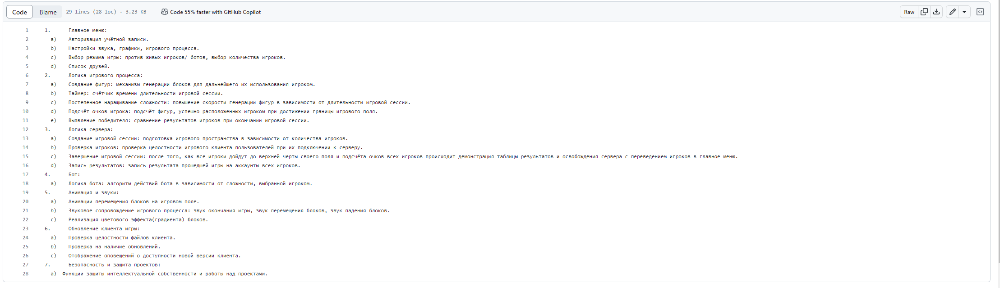 Code Blame 29 lines (28 loc) · 3.23 KB Code 55% faster with GitHub Copilot Raw
1 1. Главное меню:
2 a) Авторизация учётной записи.
3 b) Настройки звука, графики, игрового процесса.
4 c) Выбор режима игры: против живых игроков/ ботов, выбор количества игроков.
5 d) Список друзей.
6 2. Логика игрового процесса:
7 a) Создание фигур: механизм генерации блоков для дальнейшего их использования игроком.
8 b) Таймер: счётчик времени длительности игровой сессии.
9 c) Постепенное наращивание сложности: повышение скорости генерации фигур в зависимости от длительности игровой сессии.
10 d) Подсчёт очков игрока: подсчёт фигур, успешно расположенных игроком при достижении границы игрового поля.
11 e) Выявление победителя: сравнение результатов игроков при окончании игровой сессии.
12 3. Логика сервера:
13 a) Создание игровой сессии: подготовка игрового пространства в зависимости от количества игроков.
14 b) Проверка игроков: проверка целостности игрового клиента пользователей при их подключении к серверу.
15 c) Завершение игровой сессии: после того, как все игроки дойдут до верхней черты своего поля и подсчёта очков всех игроков происходит демонстрация таблицы результатов и освобождения сервера с переведением игроков в главное меню.
16 d) Запись результатов: запись результата прошедшей игры на аккаунты всех игроков.
17 4. Бот:
18 a) Логика бота: алгоритм действий бота в зависимости от сложности, выбранной игроком.
19 5. Анимация и звуки:
20 a) Анимации перемещения блоков на игровом поле.
21 b) Звуковое сопровождение игрового процесса: звук окончания игры, звук перемещения блоков, звук падения блоков.
22 c) Реализация цветового эффекта(градиента) блоков.
23 6. Обновление клиента игры:
24 a) Проверка целостности файлов клиента.
25 b) Проверка на наличие обновлений.
26 c) Отображение оповещений о доступности новой версии клиента.
27 7. Безопасность и защита проектов:
28 a) Функции защиты интеллектуальной собственности и работы над проектами.